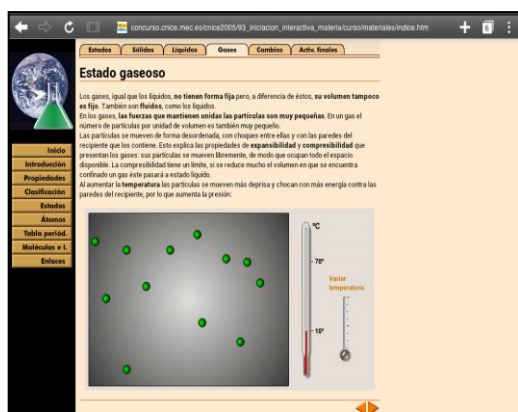 concurso.cnice.mec.es/cnice2005/93_iniciacion_interactiva_materia/curso/materiales/indice.htm
6
Estados Sólidos Líquidos Gases Cambios Activ. finales
Estado gaseoso
Los gases, igual que los líquidos, no tienen forma fija pero, a diferencia de éstos, su volumen tampoco
es fijo. También son fluidos, como los líquidos.
En los gases, las fuerzas que mantienen unidas las partículas son muy pequeñas. En un gas el
número de partículas por unidad de volumen es también muy pequeño.
Las partículas se mueven de forma desordenada, con choques entre ellas y con las paredes del
recipiente que los contiene. Esto explica las propiedades de expansibilidad y compresibilidad que
presentan los gases: sus partículas se mueven libremente, de modo que ocupan todo el espacio
disponible. La compresibilidad tiene un límite, si se reduce mucho el volumen en que se encuentra
confinado un gas éste pasará a estado líquido.
Al aumentar la temperatura las partículas se mueven más deprisa y chocan con más energía contra las
paredes del recipiente, por lo que aumenta la presión:
Inicio
Introducción
Propiedades
Clasificación
Estados
Átomos
Tabla periód.
Moléculas e I.
Enlaces
°C
70°
10°
Variar
temperatura: